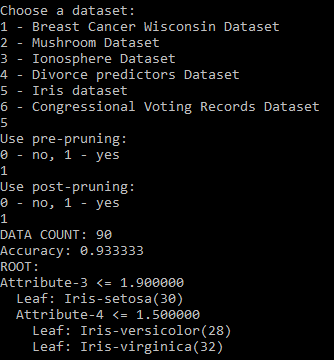 Choose a dataset:
1 - Breast Cancer Wisconsin Dataset
2 - Mushroom Dataset
3 - Ionosphere Dataset
4 - Divorce predictors Dataset
5 - Iris dataset
6 - Congressional Voting Records Dataset
5
Use pre-pruning:
0 - no, 1 - yes
1
Use post-pruning:
0 - no, 1 - yes
1
DATA COUNT: 90
Accuracy: 0.933333
ROOT:
Attribute-3 <= 1.900000
  Leaf: Iris-setosa(30)
  Attribute-4 <= 1.500000
    Leaf: Iris-versicolor(28)
    Leaf: Iris-virginica(32)